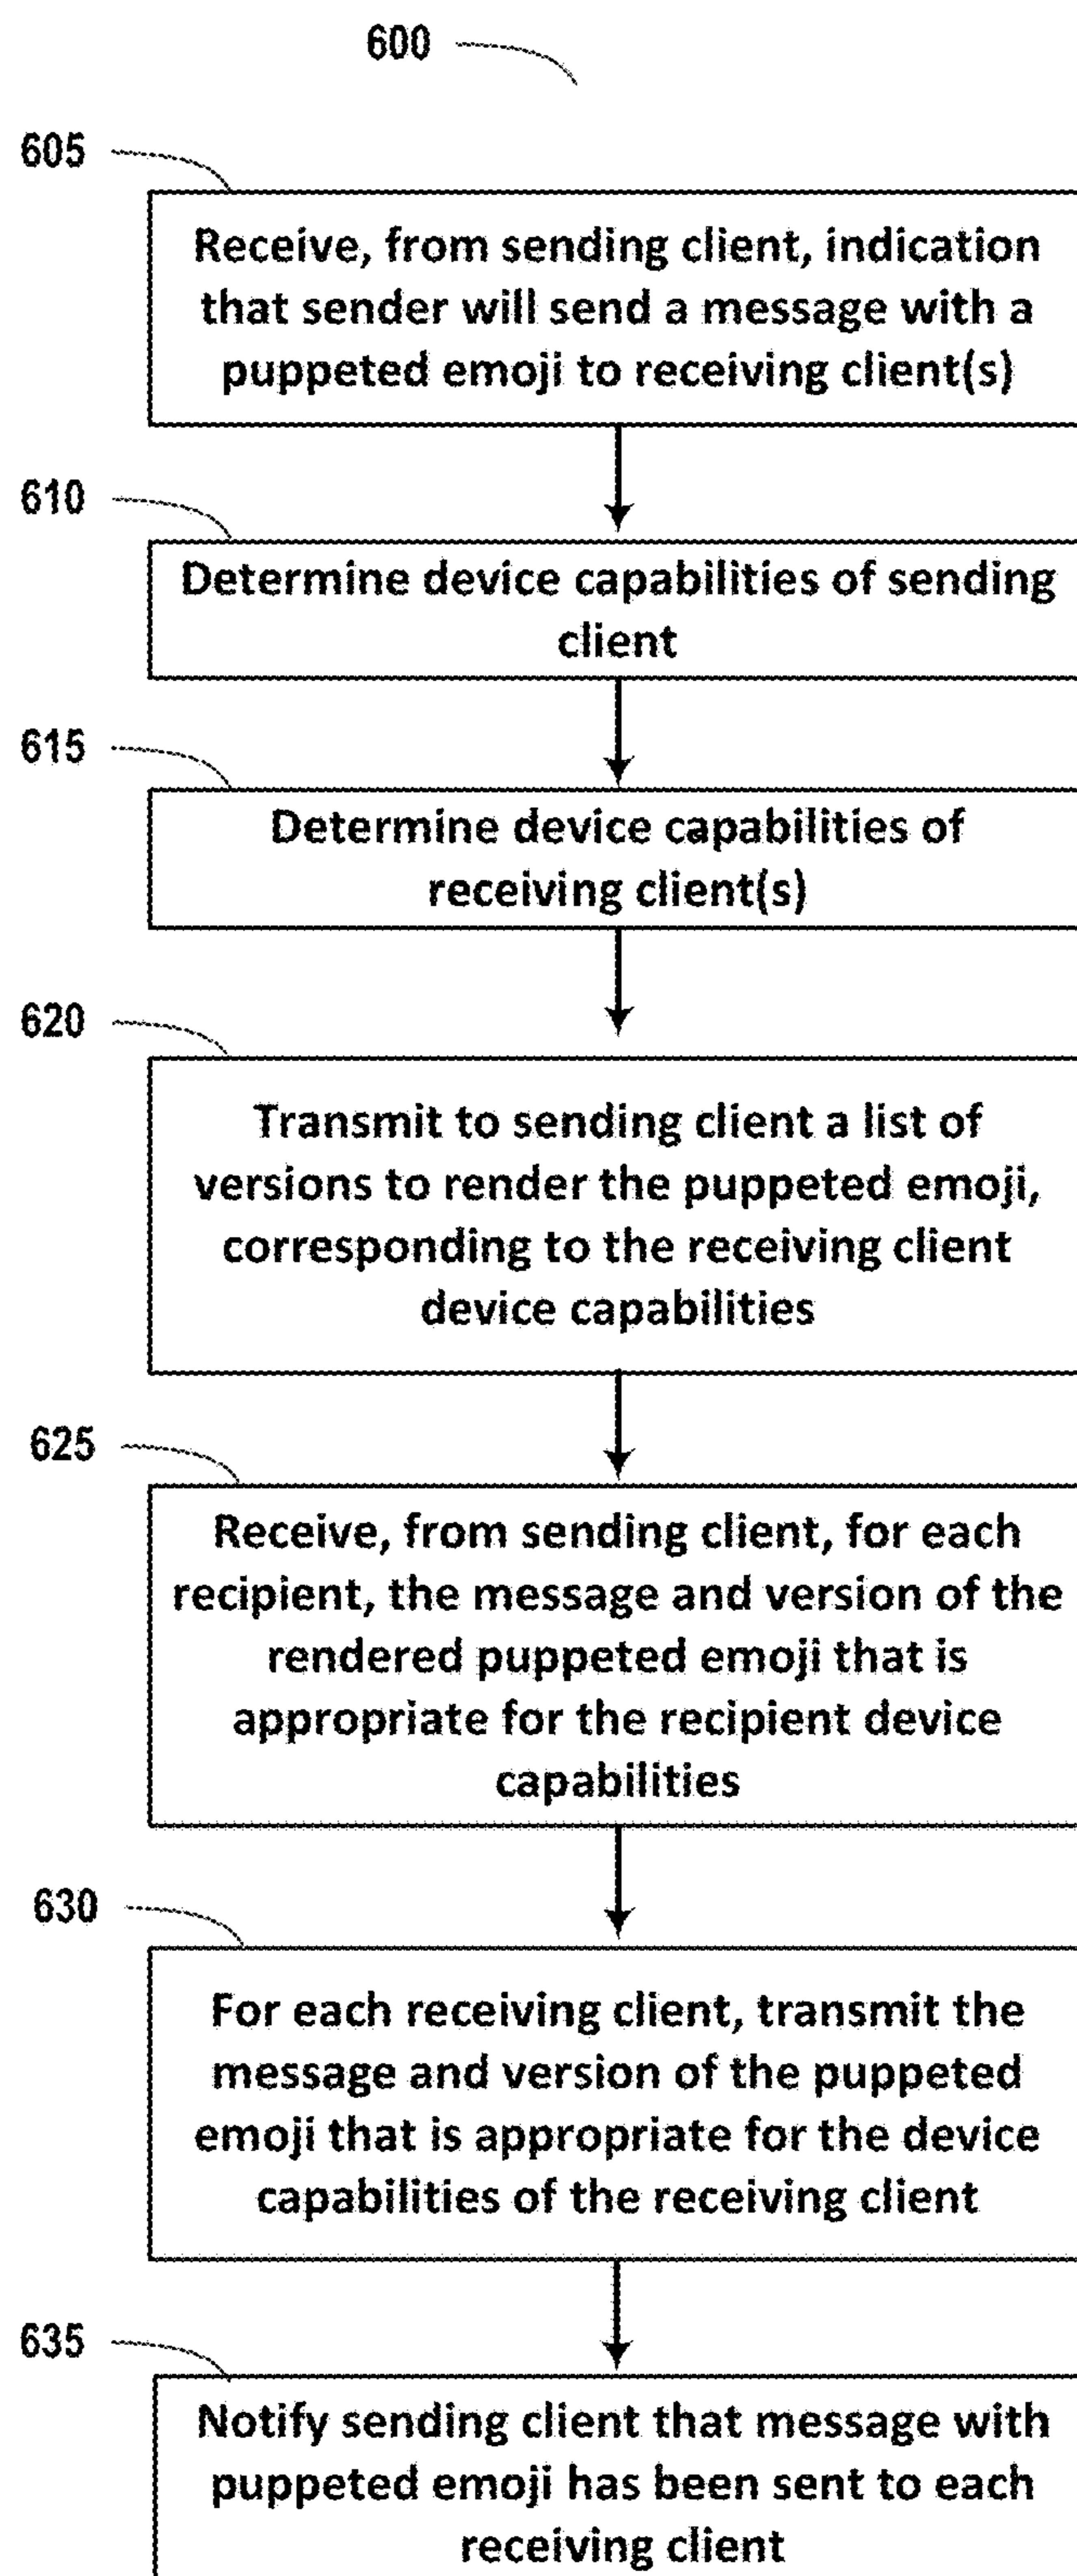 600
605
Receive, from sending client, indication
that sender will send a message with a
puppeted emoji to receiving client(s)
610
Determine device capabilities of sending
client
615
Determine device capabilities of
receiving client(s)
620
Transmit to sending client a list of
versions to render the puppeted emoji,
corresponding to the receiving client
device capabilities
625
Receive, from sending client, for each
recipient, the message and version of the
rendered puppeted emoji that is
appropriate for the recipient device
capabilities
630
For each receiving client, transmit the
message and version of the puppeted
emoji that is appropriate for the device
capabilities of the receiving client
635
Notify sending client that message with
puppeted emoji has been sent to each
receiving client